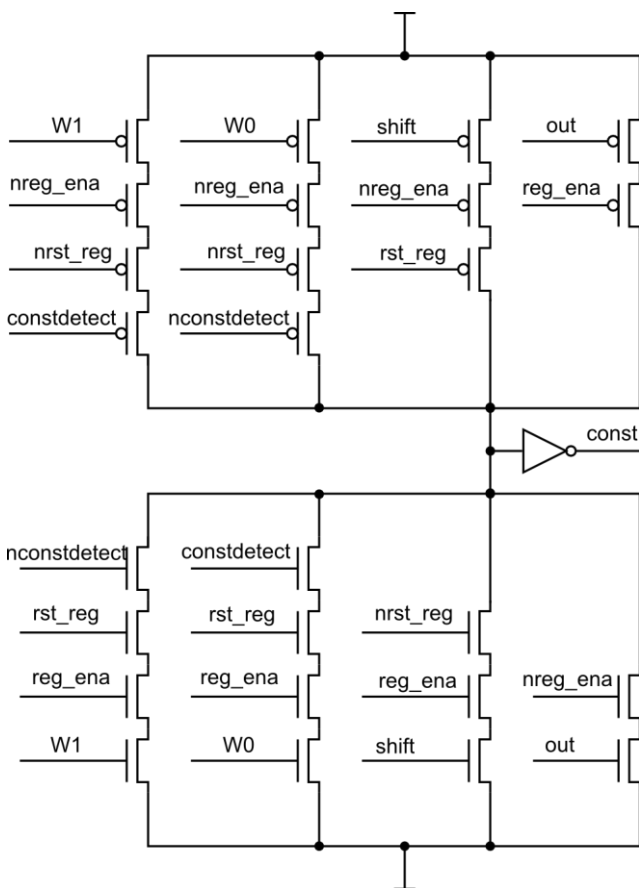 W1 W0 shift out
nreg_ena nreg_ena nreg_ena reg_ena
nrst_reg nrst_reg rst_reg
constdetect nconstdetect
const
nconstdetect constdetect
rst_reg rst_reg nrst_reg
reg_ena reg_ena reg_ena nreg_ena
W1 W0 shift out